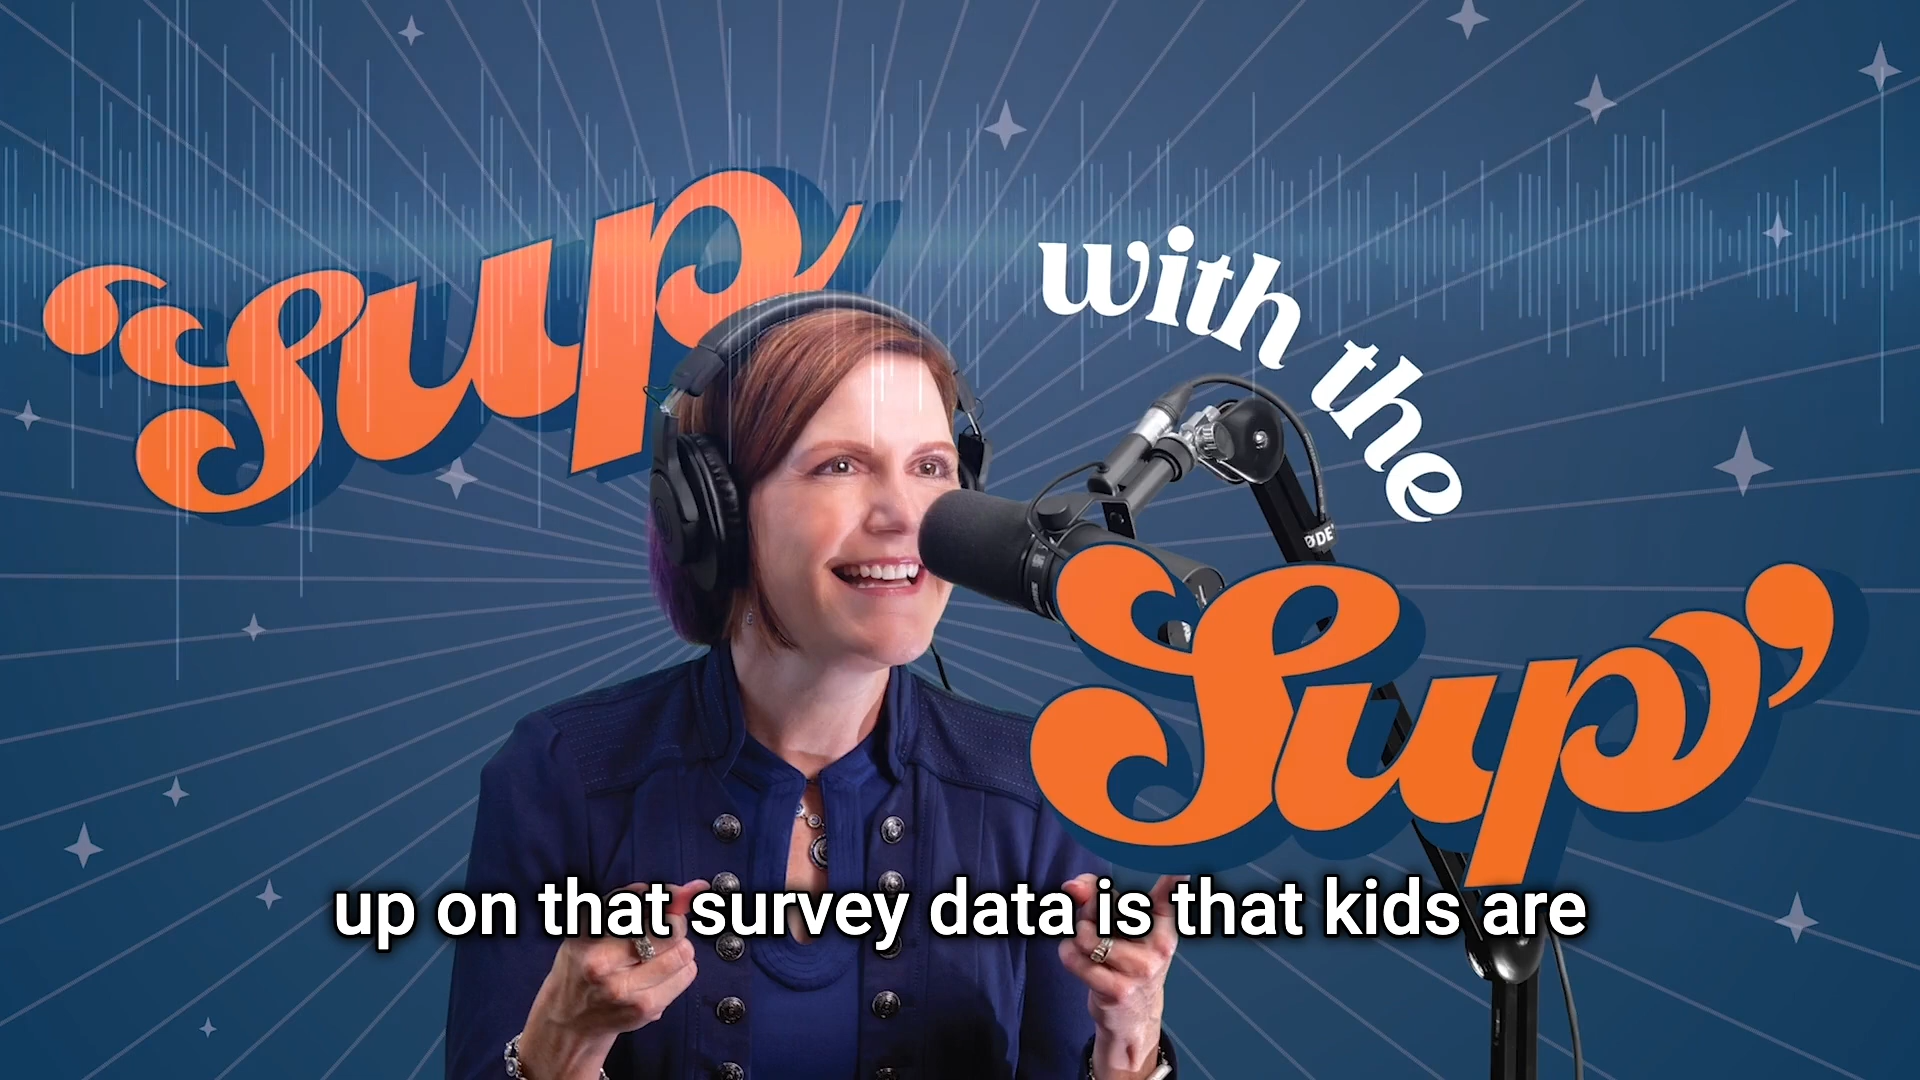 ‘Sup
with the
Sup’
up on that survey data is that kids are